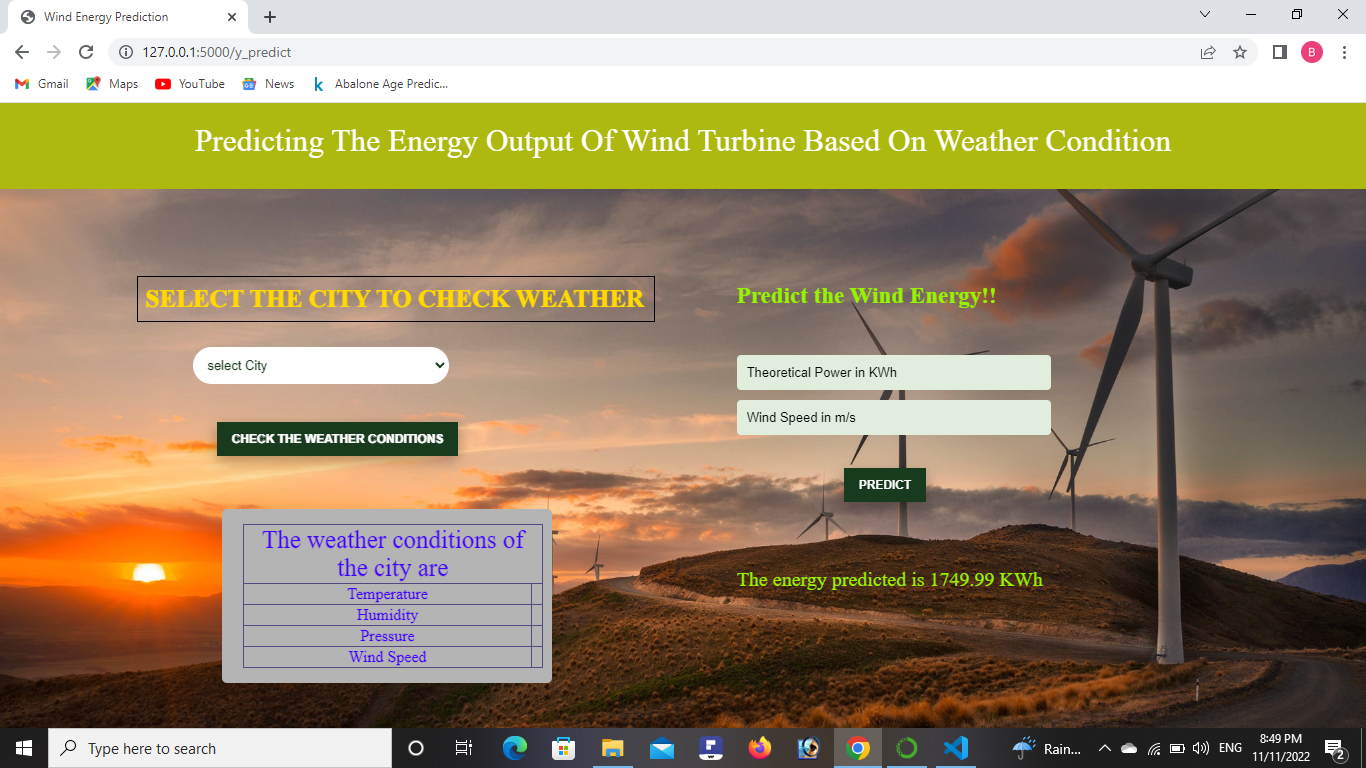 Wind Energy Prediction
127.0.0.1:5000/y_predict
B
Gmail
Maps
YouTube
News
Abalone Age Predic...
Predicting The Energy Output Of Wind Turbine Based On Weather Condition
SELECT THE CITY TO CHECK WEATHER
select City
CHECK THE WEATHER CONDITIONS
The weather conditions of
the city are
Temperature
Humidity
Pressure
Wind Speed
Predict the Wind Energy!!
Theoretical Power in KWh
Wind Speed in m/s
PREDICT
The energy predicted is 1749.99 KWh
Type here to search
Rain...
ENG
8:49 PM
11/11/2022
2